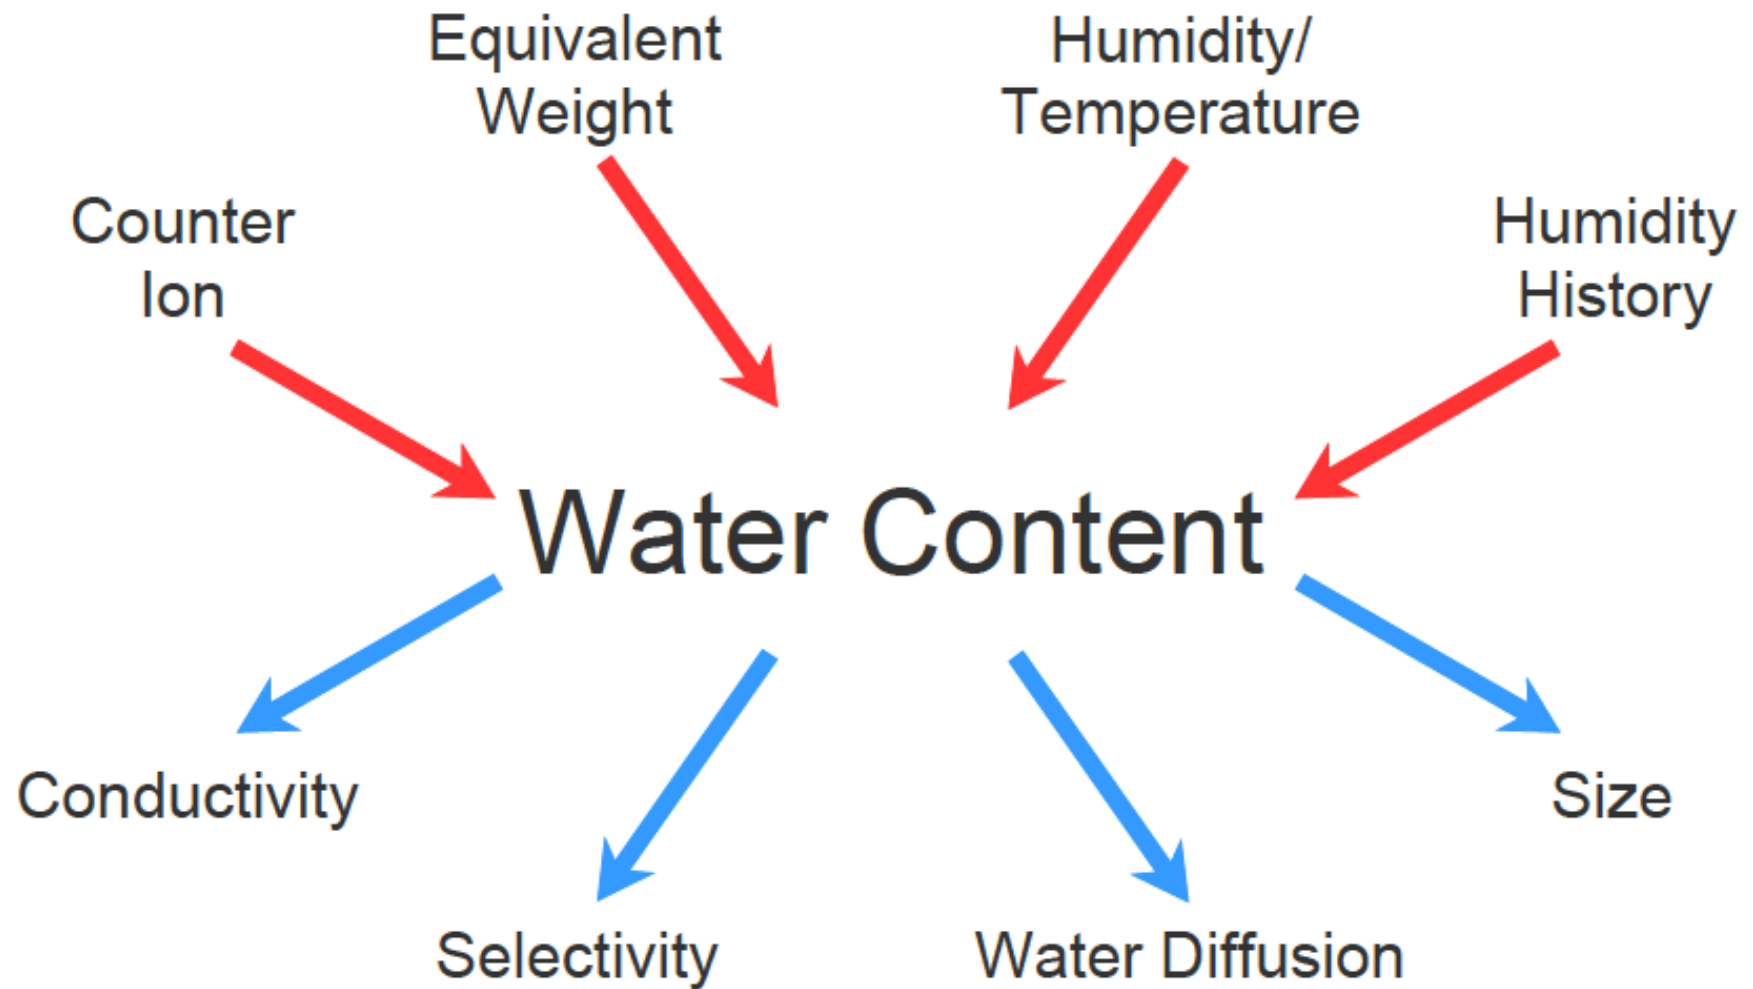 Equivalent
Weight
Humidity/
Temperature
Counter
Ion
Humidity
History
Water Content
Conductivity
Size
Selectivity
Water Diffusion